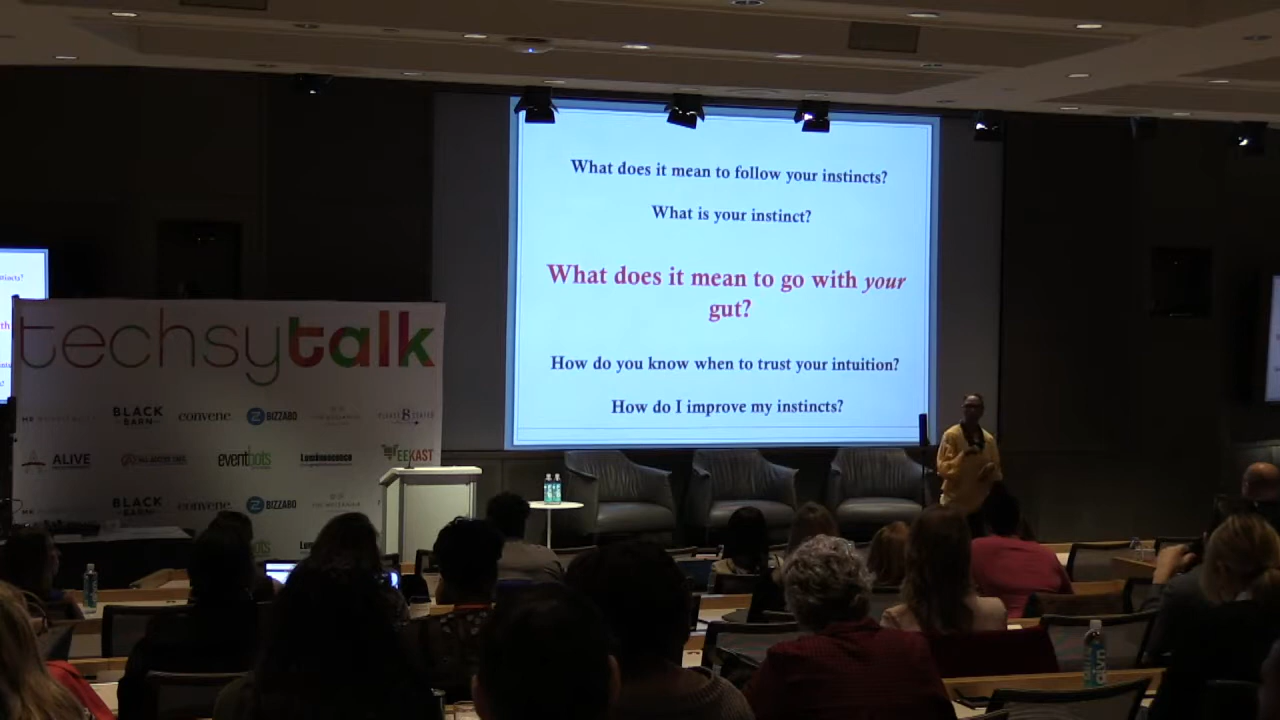 What does it mean to follow your instincts?
What is your instinct?
What does it mean to go with your
gut?
How do you know when to trust your intuition?
How do I improve my instincts?
techsytalk
BLACK
BARN
convene
BIZZABO
ALIVE
eventbots
Luminescence
EEKAST
BLACK
BARN
convene
BIZZABO